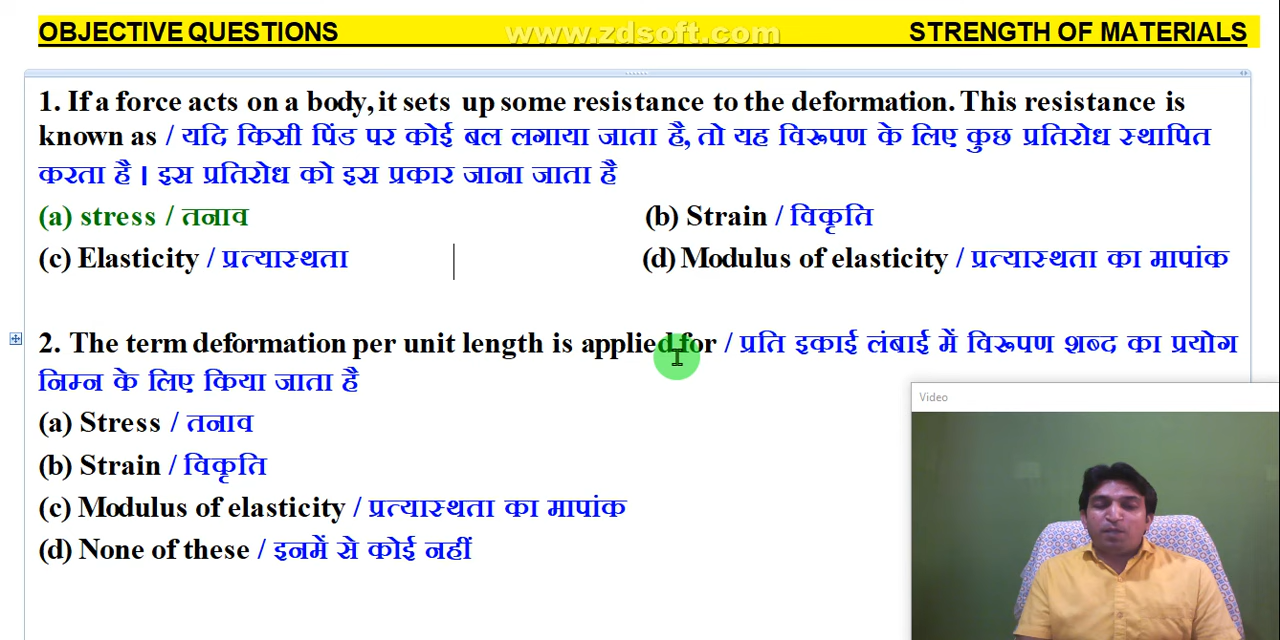 OBJECTIVE QUESTIONS www.zdsoft.com STRENGTH OF MATERIALS
1. If a force acts on a body, it sets up some resistance to the deformation. This resistance is
known as / यदि किसी पिंड पर कोई बल लगाया जाता है, तो यह विरूपण के लिए कुछ प्रतिरोध स्थापित
करता है । इस प्रतिरोध को इस प्रकार जाना जाता है
(a) stress / तनाव (b) Strain / विकृति
(c) Elasticity / प्रत्यास्थता (d) Modulus of elasticity / प्रत्यास्थता का मापांक
2. The term deformation per unit length is applied for / प्रति इकाई लंबाई में विरूपण शब्द का प्रयोग
निम्न के लिए किया जाता है
(a) Stress / तनाव
(b) Strain / विकृति
(c) Modulus of elasticity / प्रत्यास्थता का मापांक
(d) None of these / इनमें से कोई नहीं
Video